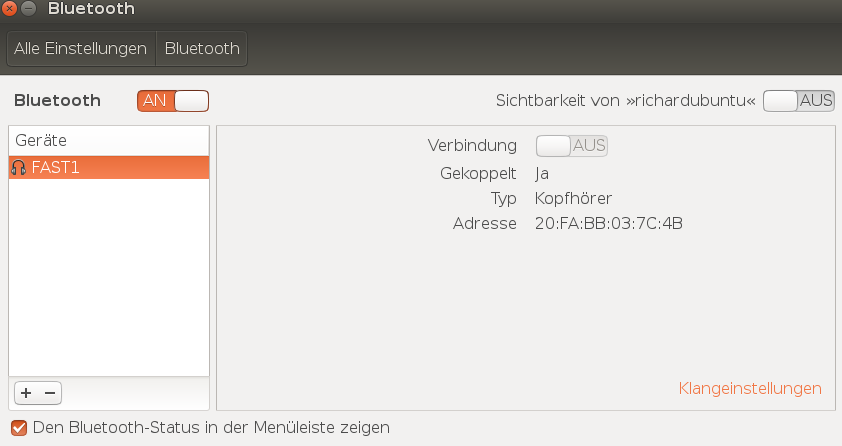 Bluetooth
Alle Einstellungen Bluetooth
Bluetooth AN Sichtbarkeit von »richardubuntu« AUS
Geräte
FAST1
Verbindung AUS
Gekoppelt Ja
Typ Kopfhörer
Adresse 20:FA:BB:03:7C:4B
Klangeinstellungen
Den Bluetooth-Status in der Menüleiste zeigen